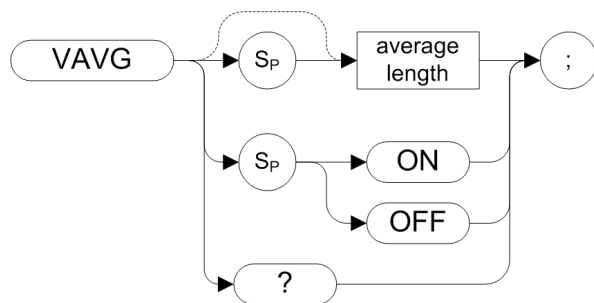 VAVG
SP
average
length
;
SP
ON
OFF
?